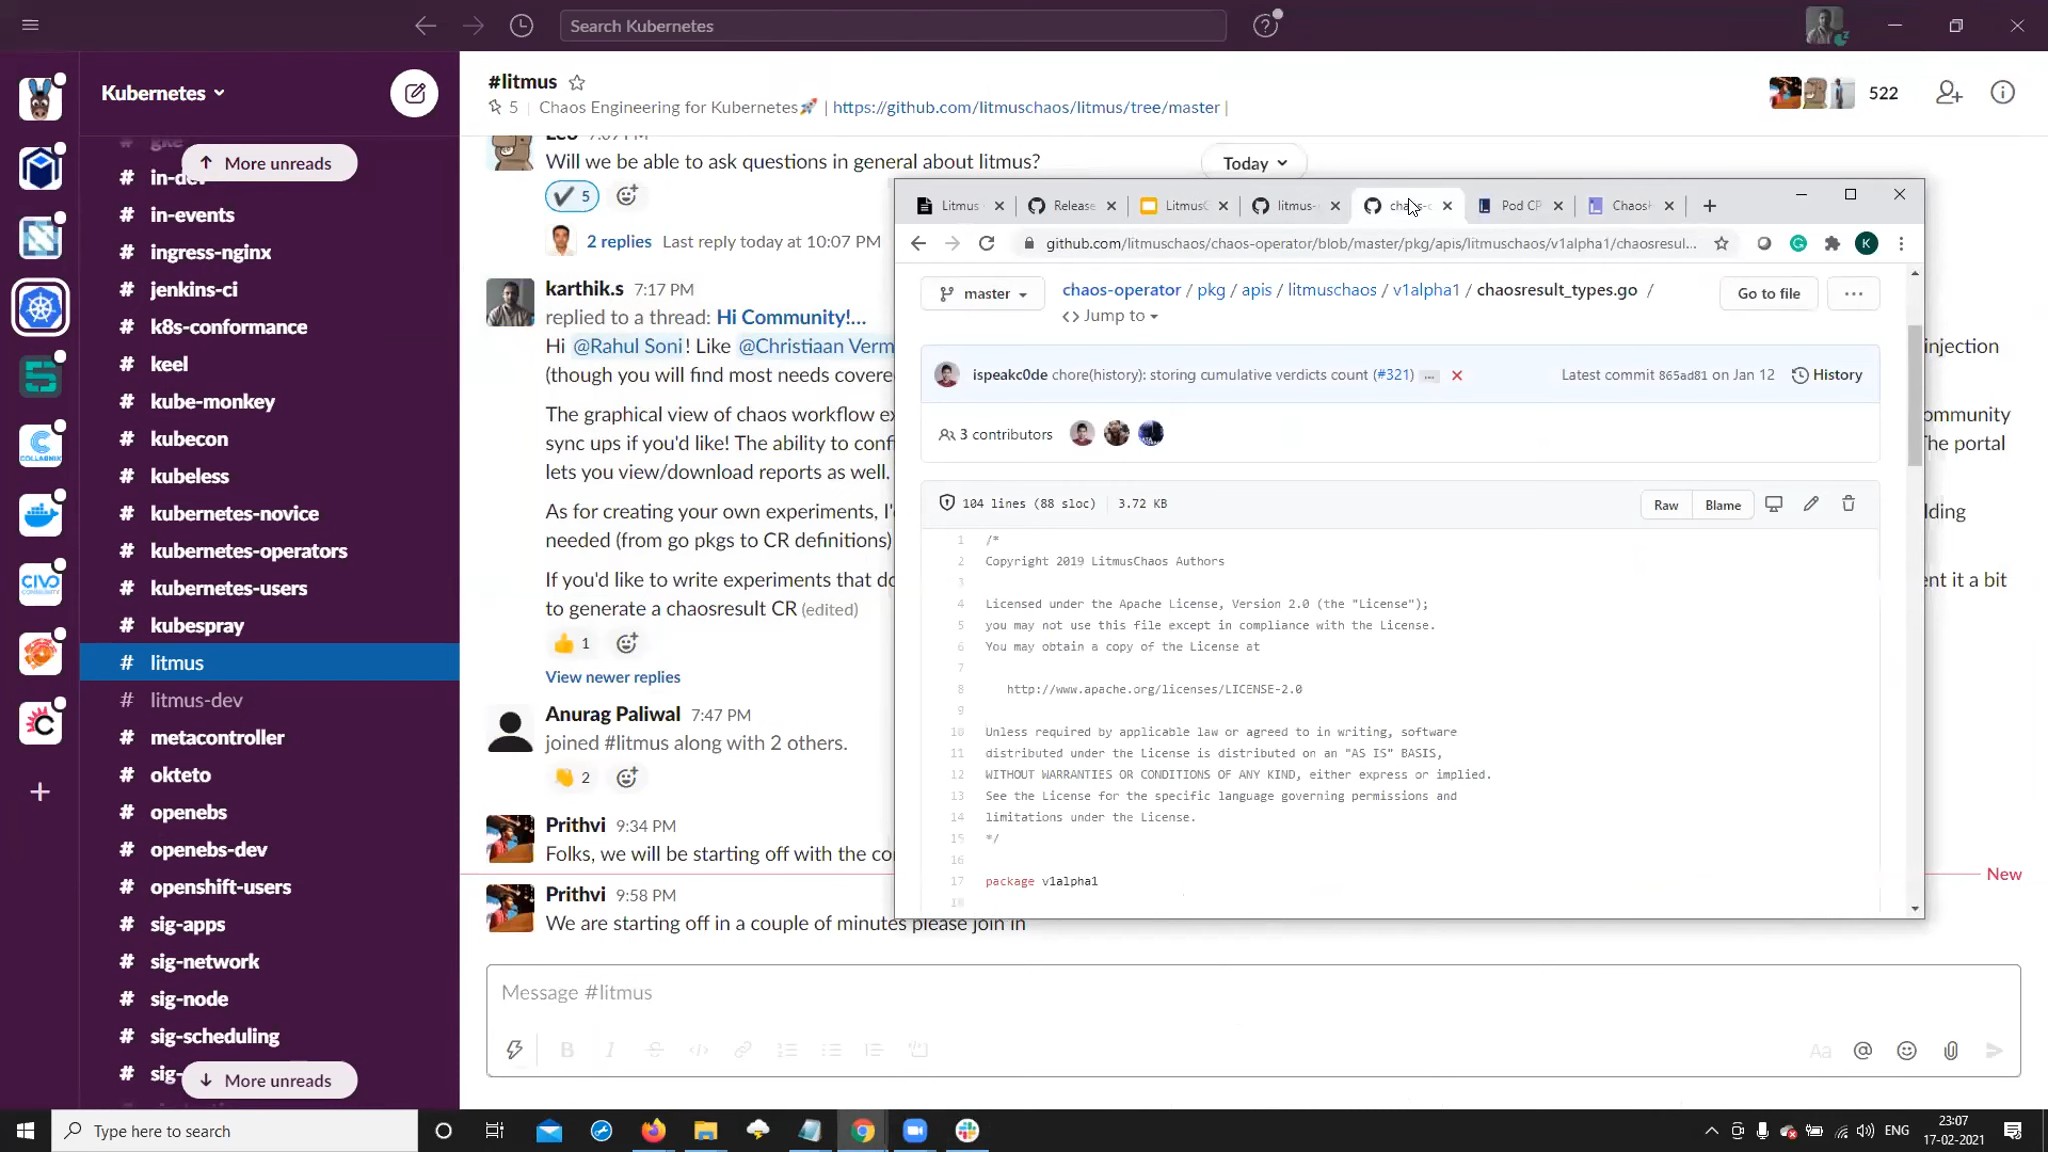 Search Kubernetes
Kubernetes
More unreads
in-dev
in-events
ingress-nginx
jenkins-ci
k8s-conformance
keel
kube-monkey
kubecon
kubeless
kubernetes-novice
kubernetes-operators
kubernetes-users
kubespray
litmus
litmus-dev
metacontroller
okteto
openebs
openebs-dev
openshift-users
sig-apps
sig-network
sig-node
sig-scheduling
sig-
More unreads
#litmus
5 | Chaos Engineering for Kubernetes🚀 | https://github.com/litmuschaos/litmus/tree/master |
522
Today
Will we be able to ask questions in general about litmus?
5
2 replies Last reply today at 10:07 PM
karthik.s 7:17 PM
replied to a thread: Hi Community!...
Hi @Rahul Soni! Like @Christiaan Verm
(though you will find most needs covere
The graphical view of chaos workflow ex
sync ups if you'd like! The ability to confi
lets you view/download reports as well.
As for creating your own experiments, I'
needed (from go pkgs to CR definitions)
If you'd like to write experiments that do
to generate a chaosresult CR (edited)
1
View newer replies
Anurag Paliwal 7:47 PM
joined #litmus along with 2 others.
2
Prithvi 9:34 PM
Folks, we will be starting off with the co
New
Prithvi 9:58 PM
We are starting off in a couple of minutes please join in
Message #litmus
injection
ommunity
he portal
lding
nt it a bit
Litmus
Release
LitmusC
litmus-
chaos-
Pod CP
Chaos
github.com/litmuschaos/chaos-operator/blob/master/pkg/apis/litmuschaos/v1alpha1/chaosresul...
K
master
chaos-operator / pkg / apis / litmuschaos / v1alpha1 / chaosresult_types.go /
<> Jump to
Go to file
...
ispeakc0de chore(history): storing cumulative verdicts count (#321) ...
Latest commit 865ad81 on Jan 12
History
3 contributors
104 lines (88 sloc) | 3.72 KB
Raw
Blame
1 /*
2 Copyright 2019 LitmusChaos Authors
3
4 Licensed under the Apache License, Version 2.0 (the "License");
5 you may not use this file except in compliance with the License.
6 You may obtain a copy of the License at
7
8 http://www.apache.org/licenses/LICENSE-2.0
9
10 Unless required by applicable law or agreed to in writing, software
11 distributed under the License is distributed on an "AS IS" BASIS,
12 WITHOUT WARRANTIES OR CONDITIONS OF ANY KIND, either express or implied.
13 See the License for the specific language governing permissions and
14 limitations under the License.
15 */
16
17 package v1alpha1
18
Type here to search
ENG
23:07
17-02-2021